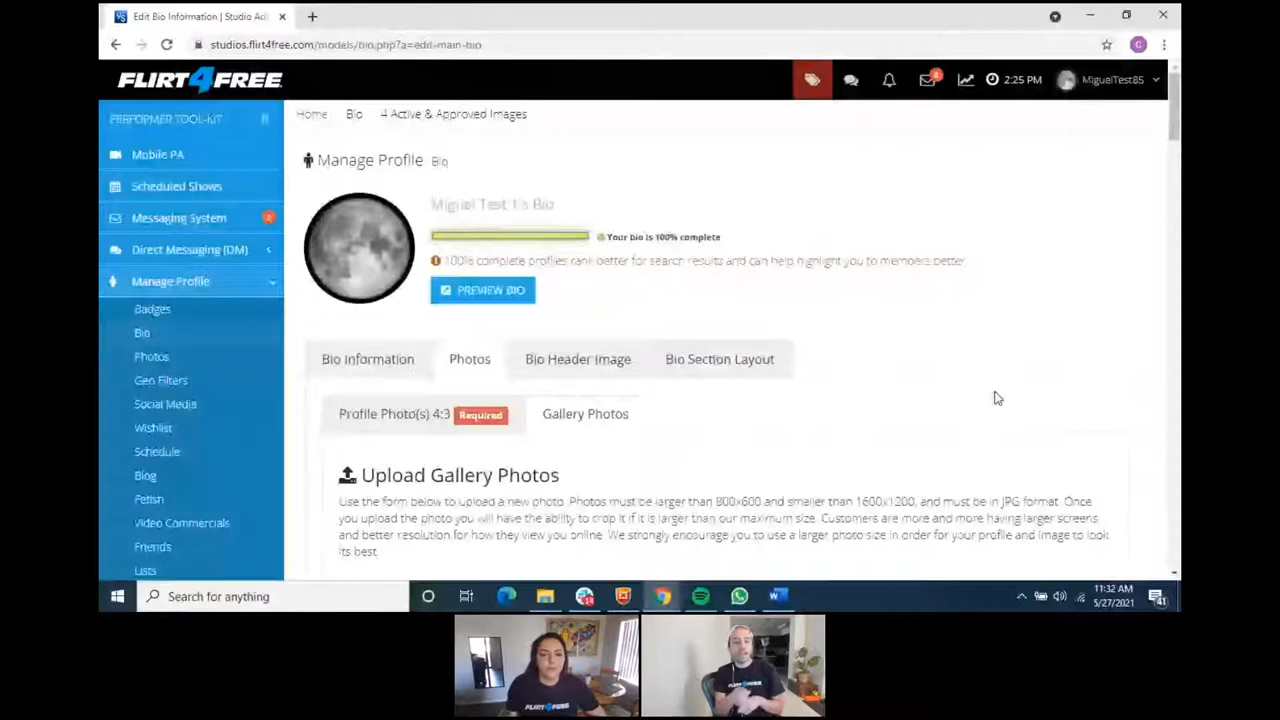 Edit Bio Information | Studio Ad
studios.flirt4free.com/models/bio.php?a=edit-main-bio
G
FLIRT4FREE
4
2:25 PM
MiguelTest85
PERFORMER TOOL-KIT
Home Bio 4 Active & Approved Images
Mobile PA
Scheduled Shows
Messaging System
Direct Messaging (DM)
Manage Profile
Badges
Bio
Photos
Geo Filters
Social Media
Wishlist
Schedule
Blog
Fetish
Video Commercials
Friends
Lists
Manage Profile Bio
Miguel Test 1's Bio
Your bio is 100% complete
100% complete profiles rank better for search results and can help highlight you to members better
PREVIEW BIO
Bio Information Photos Bio Header Image Bio Section Layout
Profile Photo(s) 4:3 Required Gallery Photos
Upload Gallery Photos
Use the form below to upload a new photo. Photos must be larger than 800x600 and smaller than 1600x1200, and must be in JPG format. Once
you upload the photo you will have the ability to crop it if it is larger than our maximum size. Customers are more and more having larger screens
and better resolution for how they view you online. We strongly encourage you to use a larger photo size in order for your profile and image to look
its best.
Search for anything
11:32 AM
5/27/2021
41
FLIRT4FREE
FLIRT4FREE